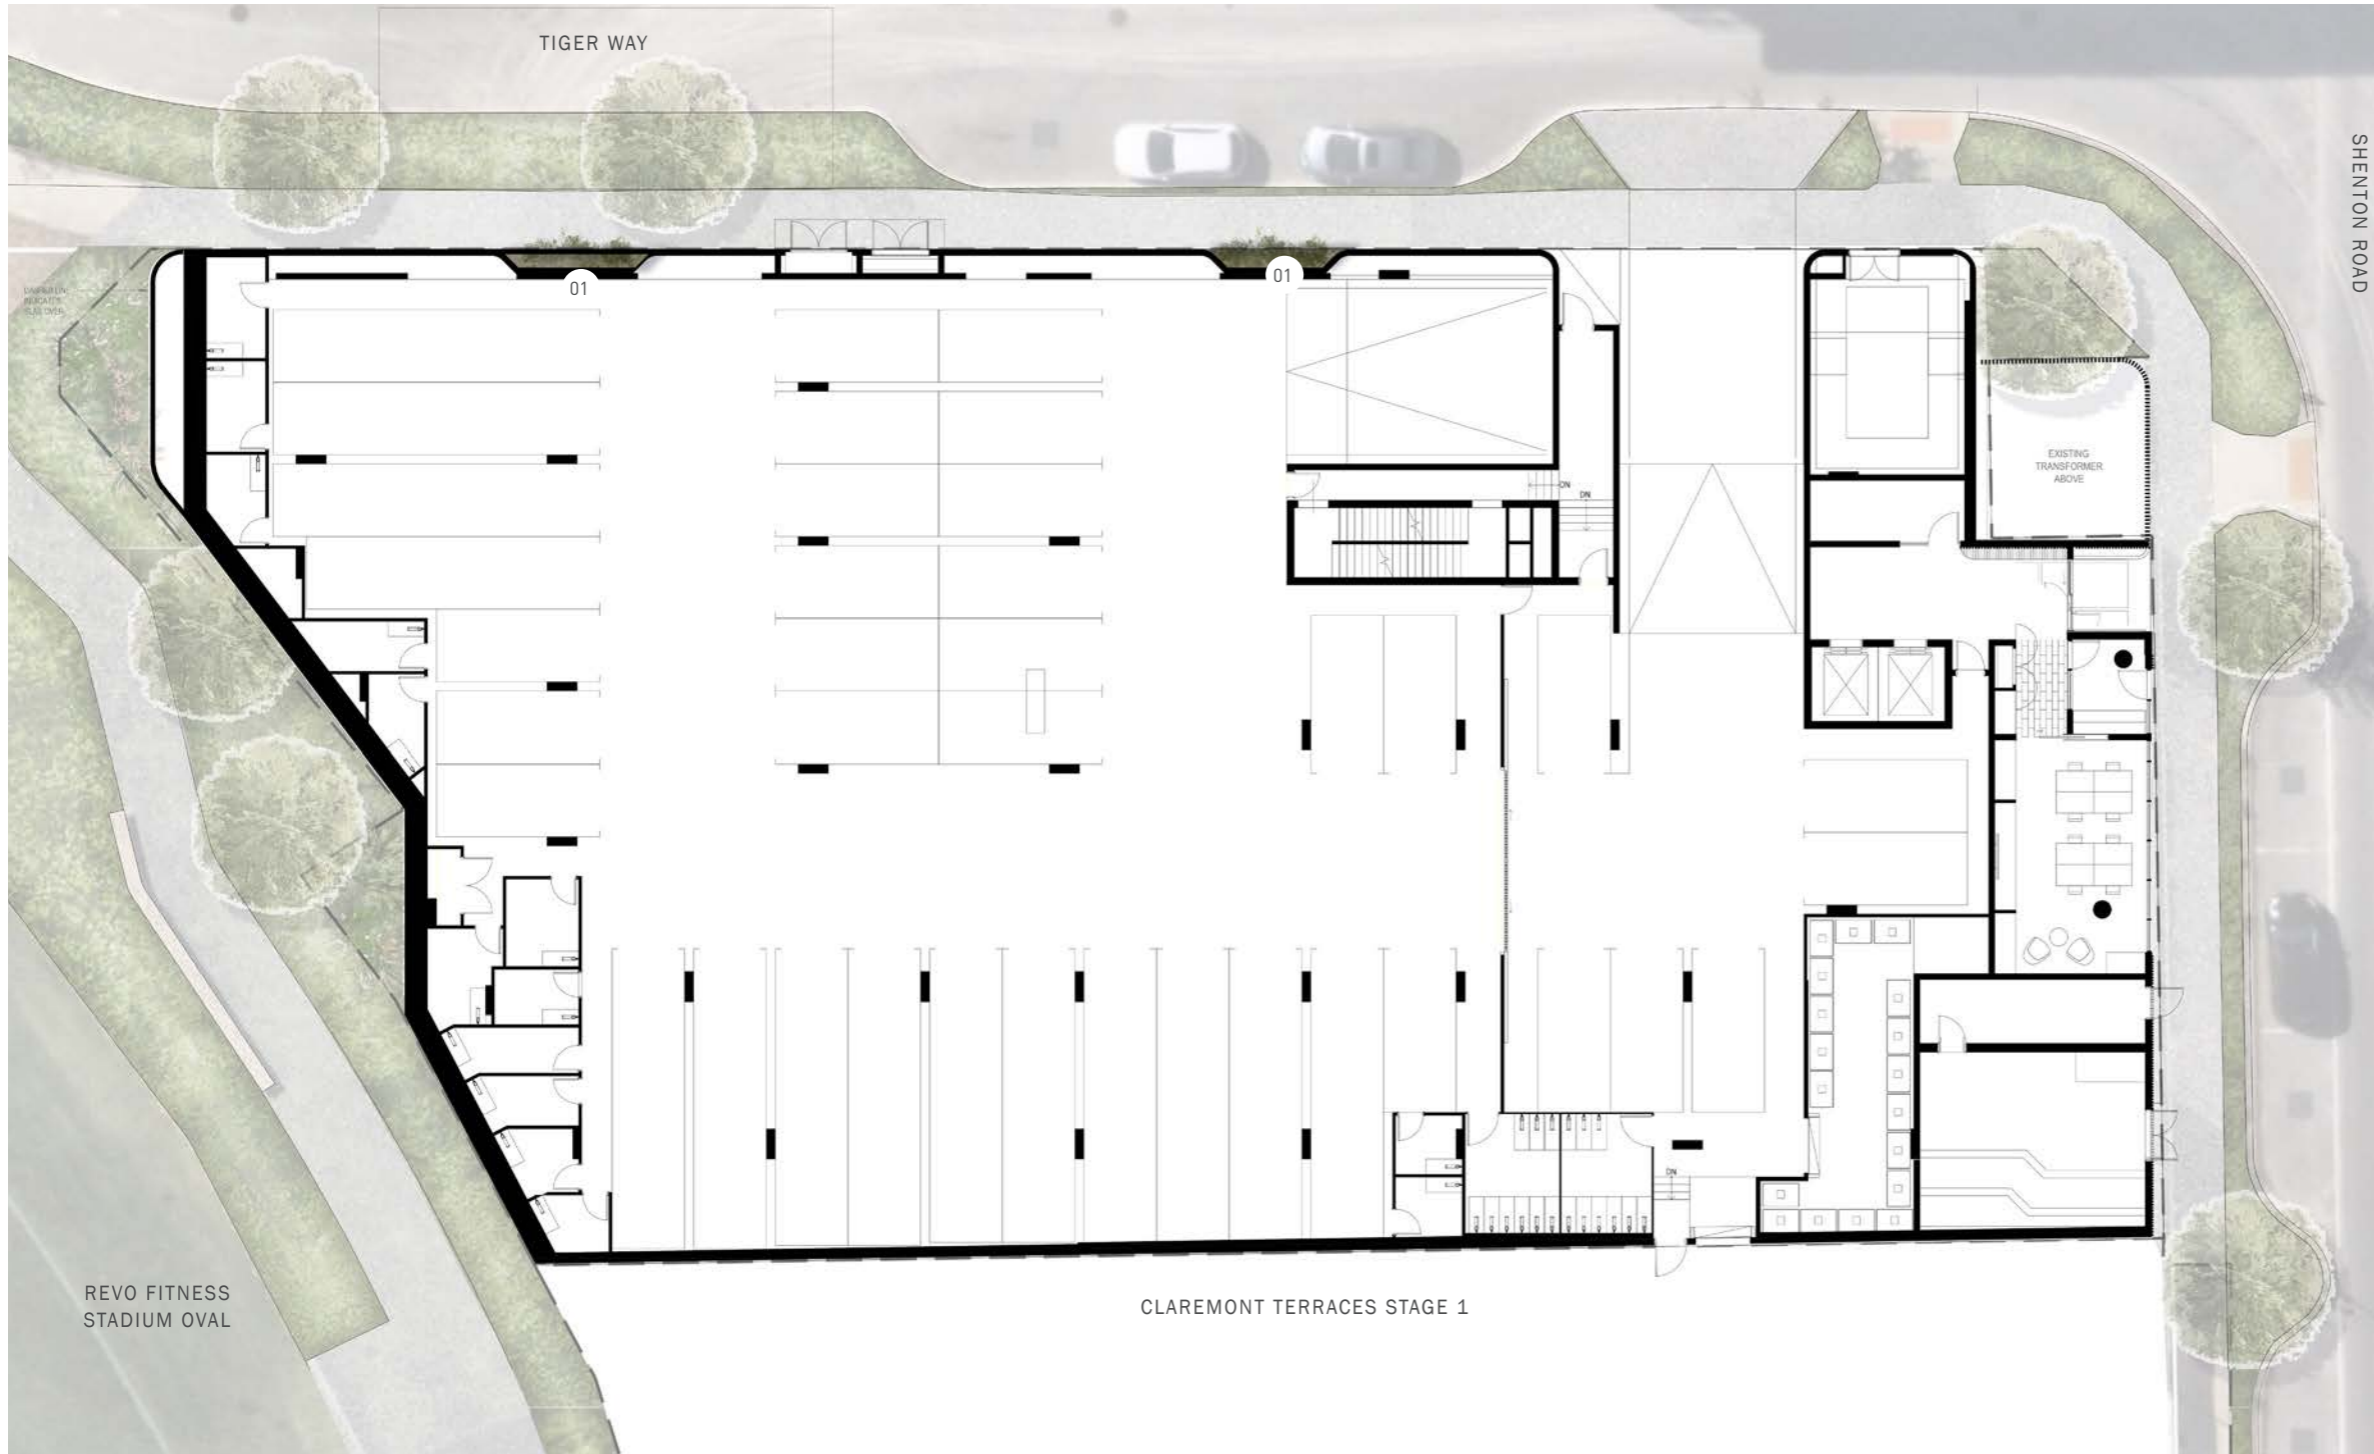 TIGER WAY
SHENTON ROAD
01
01
EXISTING
TRANSFORMER
ABOVE
DN
DN
DN
REVO FITNESS
STADIUM OVAL
CLAREMONT TERRACES STAGE 1